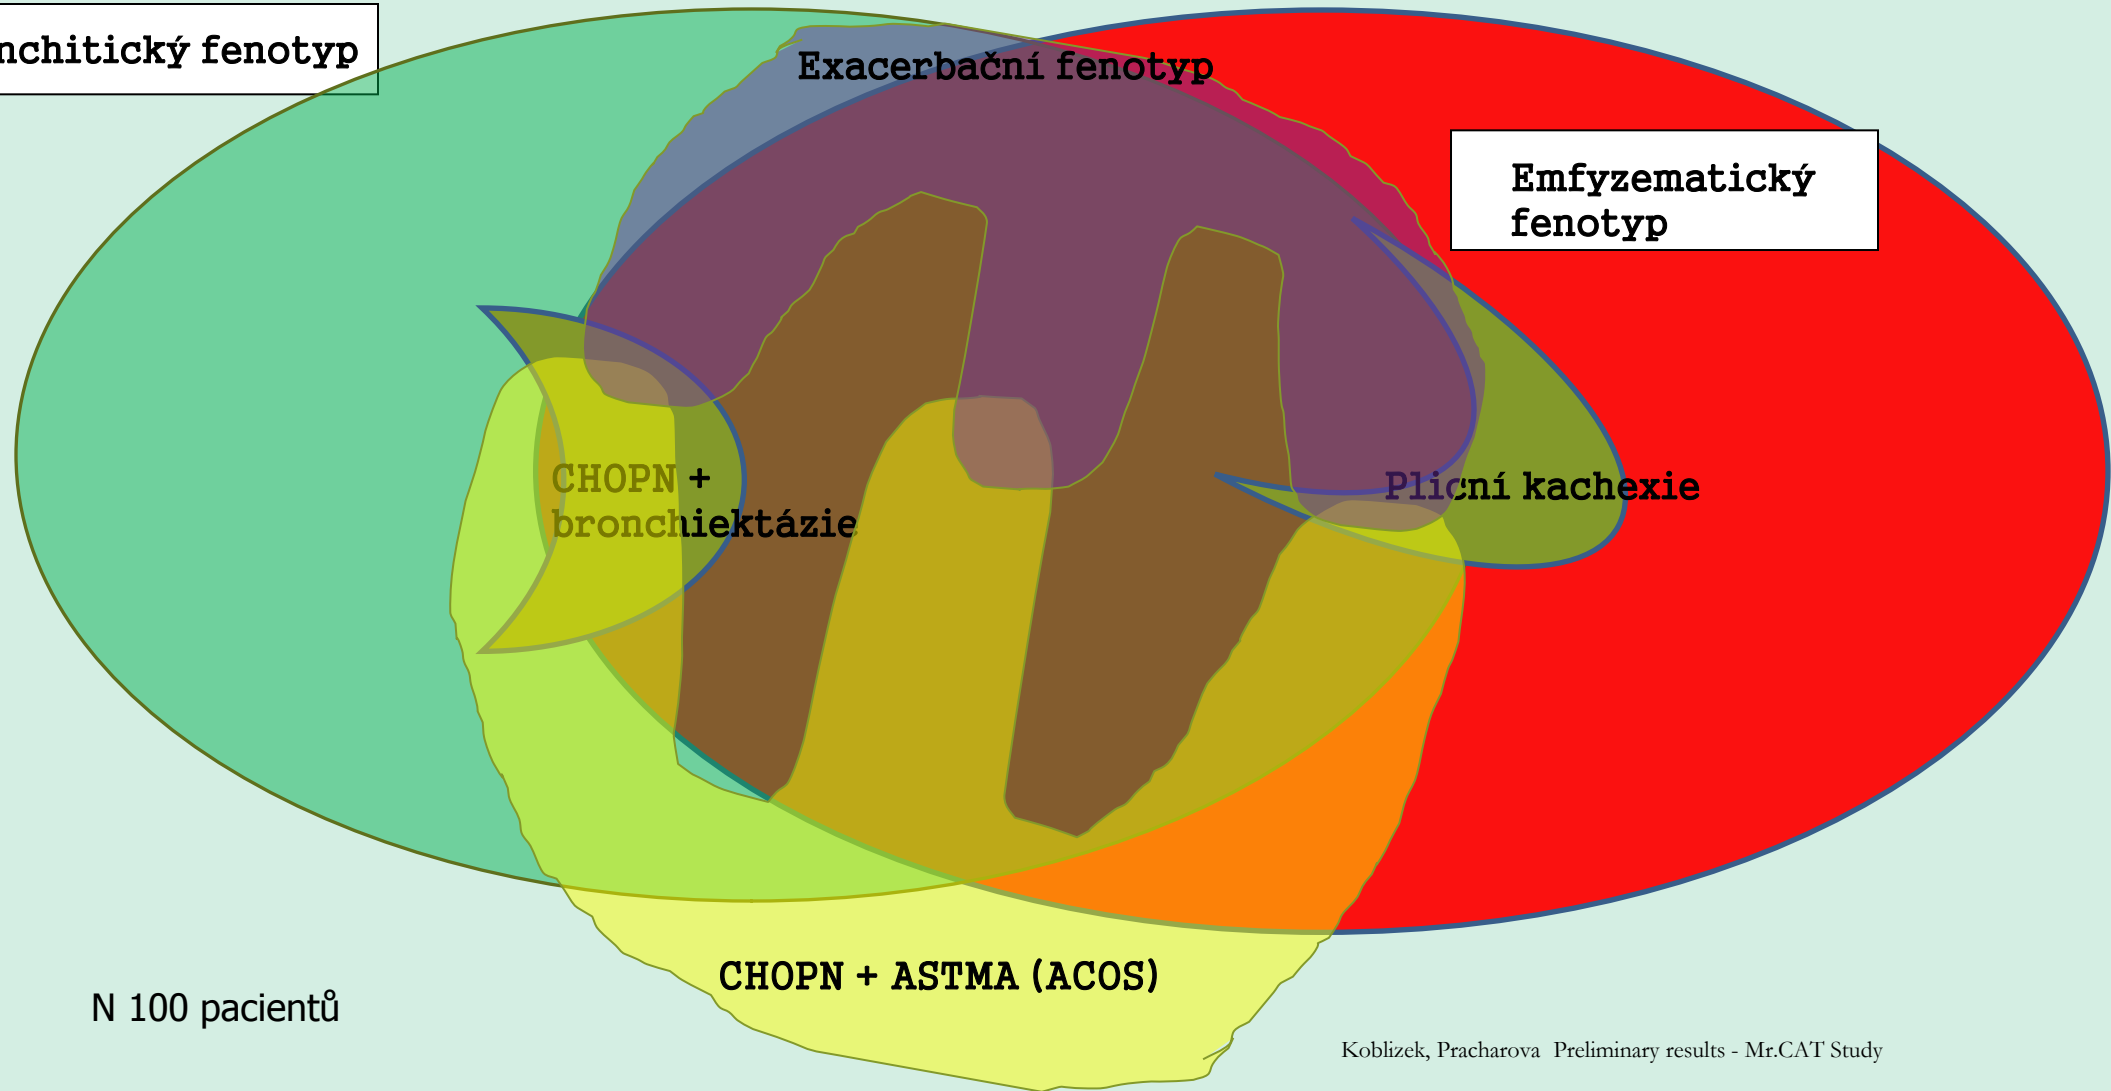 nchitický fenotyp
Exacerbační fenotyp
Emfyzematický
fenotyp
CHOPN +
bronchiektázie
Plicní kachexie
CHOPN + ASTMA (ACOS)
N 100 pacientů
Koblizek, Pracharova  Preliminary results - Mr.CAT Study